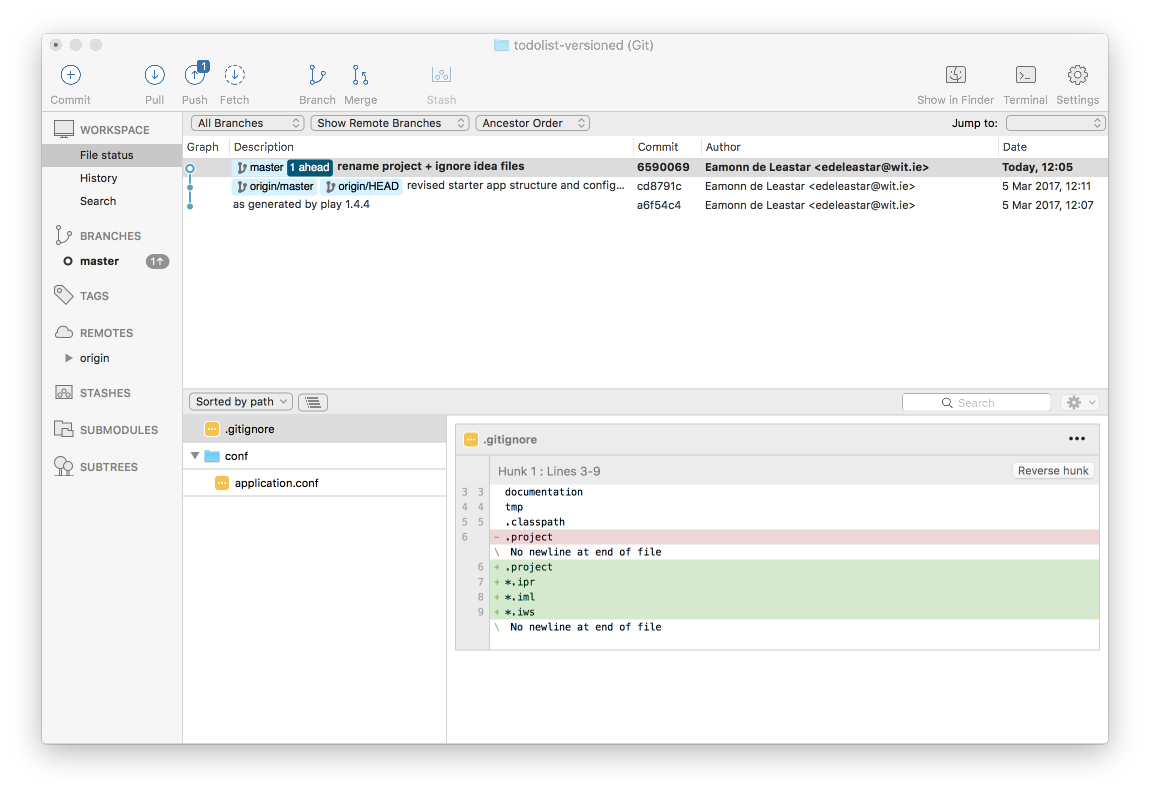 todolist-versioned (Git)
1
Commit Pull Push Fetch Branch Merge Stash Show in Finder Terminal Settings
WORKSPACE
File status
History
Search
BRANCHES
master 1↑
TAGS
REMOTES
origin
STASHES
SUBMODULES
SUBTREES
All Branches Show Remote Branches Ancestor Order Jump to:
Graph Description Commit Author Date
master 1 ahead rename project + ignore idea files 6590069 Eamonn de Leastar <edeleastar@wit.ie> Today, 12:05
origin/master origin/HEAD revised starter app structure and config... cd8791c Eamonn de Leastar <edeleastar@wit.ie> 5 Mar 2017, 12:11
as generated by play 1.4.4 a6f54c4 Eamonn de Leastar <edeleastar@wit.ie> 5 Mar 2017, 12:07
Sorted by path Search
.gitignore
conf
application.conf
.gitignore
Hunk 1 : Lines 3-9 Reverse hunk
3 3 documentation
4 4 tmp
5 5 .classpath
6 - .project
\ No newline at end of file
6 + .project
7 + *.ipr
8 + *.iml
9 + *.iws
\ No newline at end of file